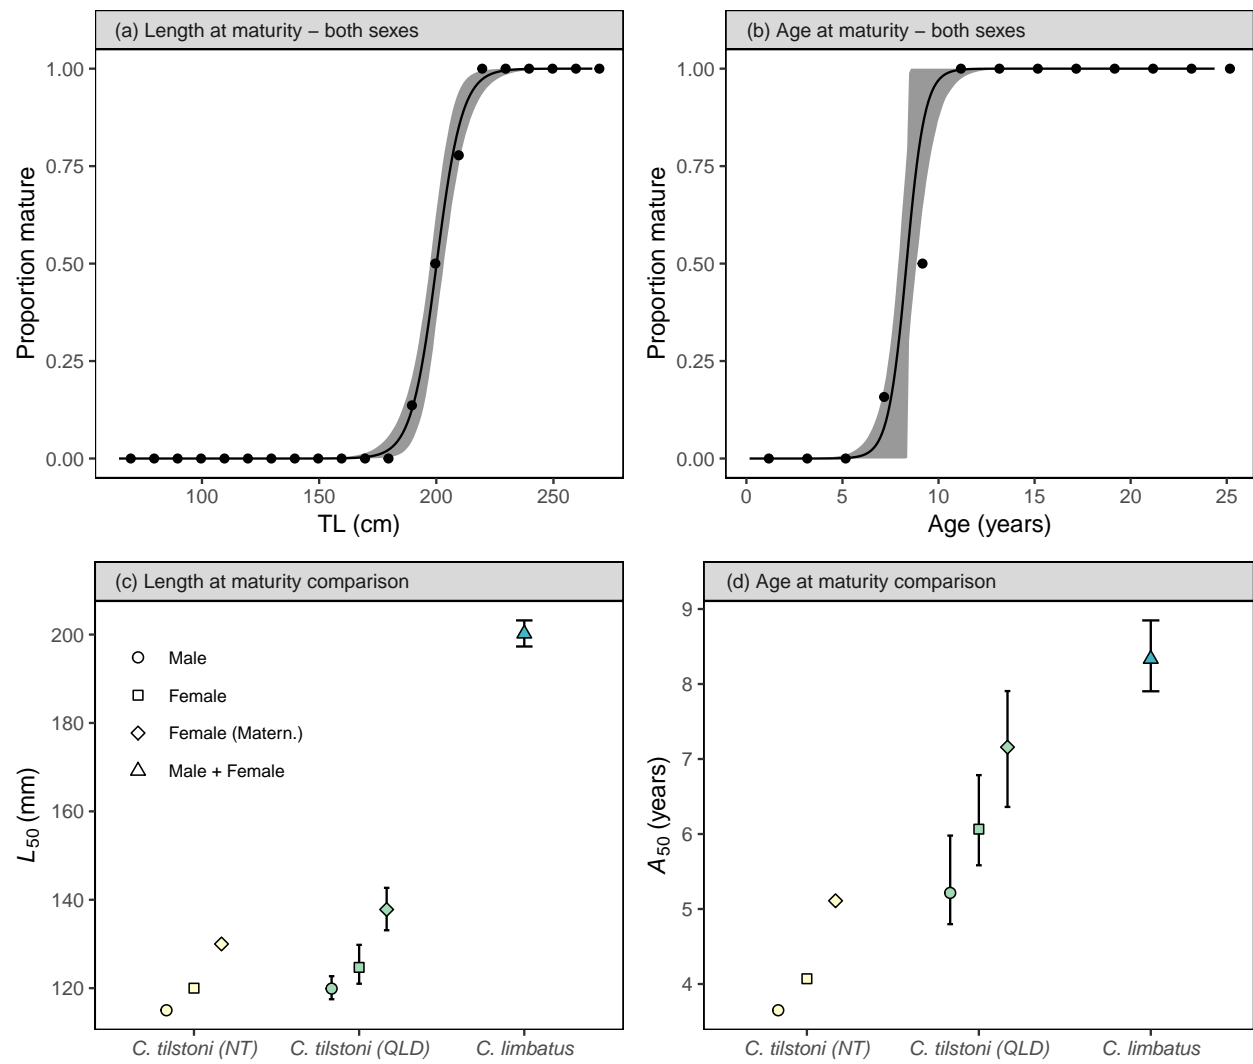 (a) Length at maturity – both sexes
1.00
0.75
0.50
0.25
0.00
Proportion mature
100 150 200 250
TL (cm)
(b) Age at maturity – both sexes
1.00
0.75
0.50
0.25
0.00
Proportion mature
0 5 10 15 20 25
Age (years)
(c) Length at maturity comparison
200
180
160
140
120
L50 (mm)
Male
Female
Female (Matern.)
Male + Female
C. tilstoni (NT) C. tilstoni (QLD) C. limbatus
(d) Age at maturity comparison
9
8
7
6
5
4
A50 (years)
C. tilstoni (NT) C. tilstoni (QLD) C. limbatus